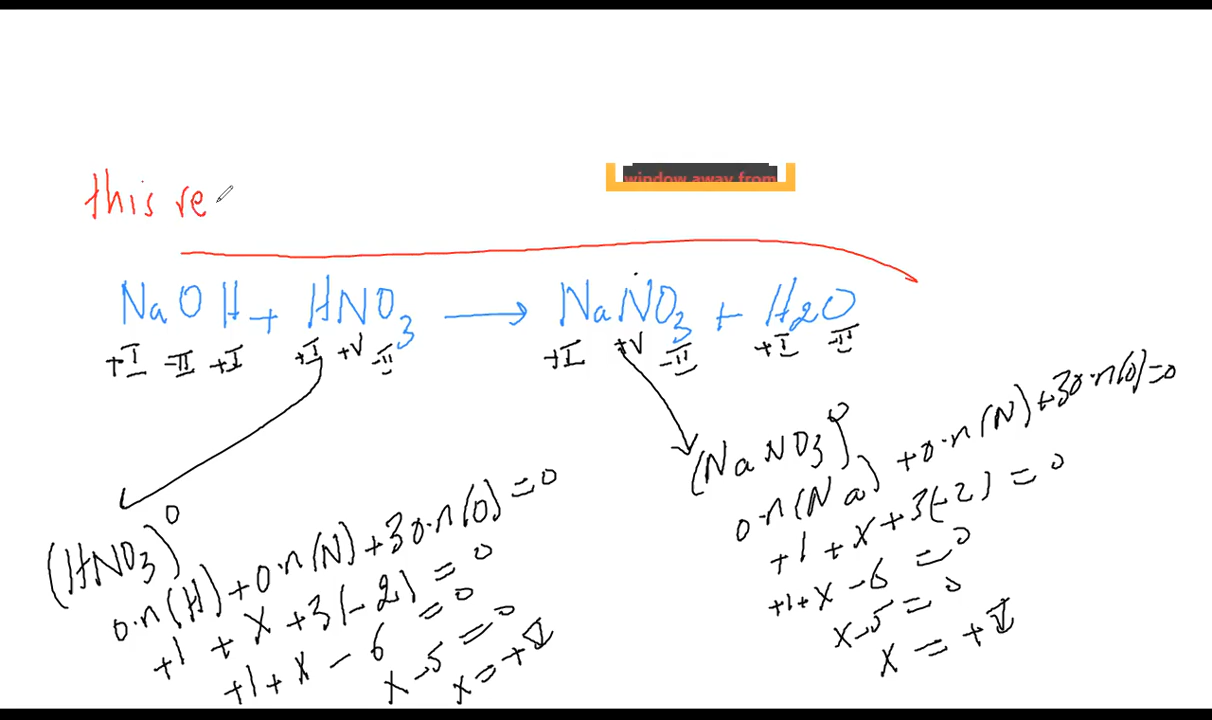 window away from
this re
NaOH + HNO3 → NaNO3 + H2O
+I -II +I +I +V -II +I +V -II +I -II
(HNO3)0
o.n(H) + o.n(N) + 3 o.n(O) = 0
+1 + x + 3(-2) = 0
+1 + x - 6 = 0
x - 5 = 0
x = +V
(NaNO3)0
o.n(Na) + o.n(N) + 3 o.n(O) = 0
+1 + x + 3(-2) = 0
+1 + x - 6 = 0
x - 5 = 0
x = +V